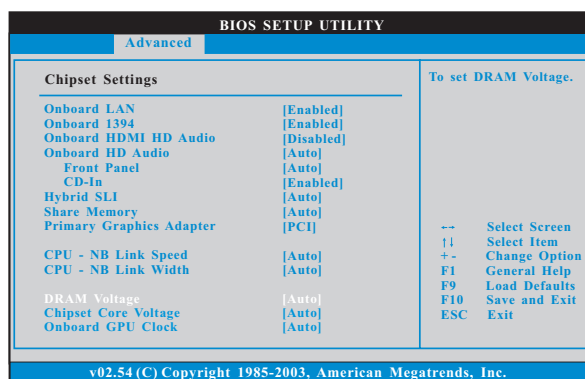 BIOS SETUP UTILITY
Advanced
Chipset Settings
Onboard LAN [Enabled]
Onboard 1394 [Enabled]
Onboard HDMI HD Audio [Disabled]
Onboard HD Audio [Auto]
Front Panel [Auto]
CD-In [Enabled]
Hybrid SLI [Auto]
Share Memory [Auto]
Primary Graphics Adapter [PCI]
CPU - NB Link Speed [Auto]
CPU - NB Link Width [Auto]
DRAM Voltage [Auto]
Chipset Core Voltage [Auto]
Onboard GPU Clock [Auto]
To set DRAM Voltage.
↔ Select Screen
↑↓ Select Item
+ - Change Option
F1 General Help
F9 Load Defaults
F10 Save and Exit
ESC Exit
v02.54 (C) Copyright 1985-2003, American Megatrends, Inc.